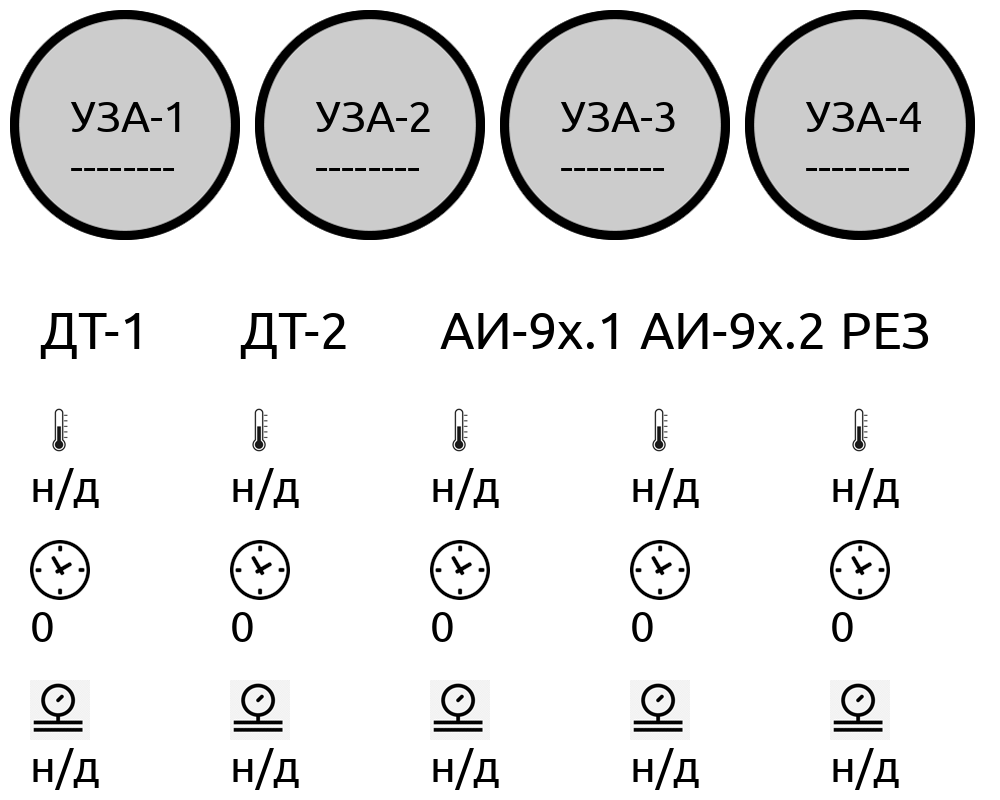 УЗА-1 УЗА-2 УЗА-3 УЗА-4
-------- -------- -------- --------
ДТ-1 ДТ-2 АИ-9х.1 АИ-9х.2 РЕЗ
н/д н/д н/д н/д н/д
0 0 0 0 0
н/д н/д н/д н/д н/д